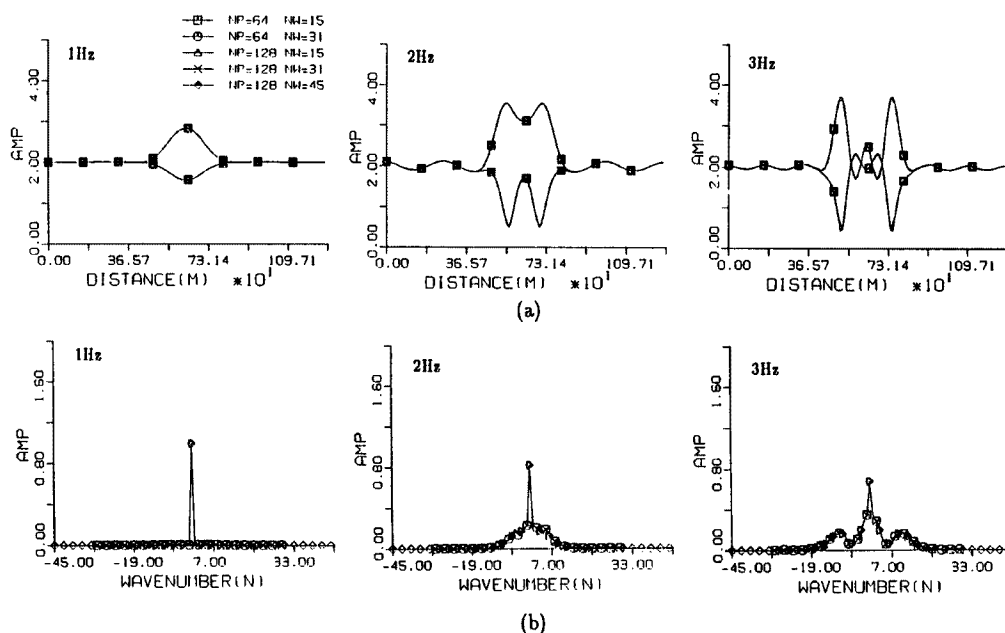 1Hz
NP=64 NW=15
NP=64 NW=31
NP=128 NW=15
NP=128 NW=31
NP=128 NW=45
2Hz
3Hz
AMP
0.00 2.00 4.00
0.00 36.57 73.14 109.71
DISTANCE(M) *10¹
AMP
0.00 2.00 4.00
0.00 36.57 73.14 109.71
DISTANCE(M) *10¹
AMP
0.00 2.00 4.00
0.00 36.57 73.14 109.71
DISTANCE(M) *10¹
(a)
1Hz
2Hz
3Hz
AMP
0.00 0.80 1.60
-45.00 -19.00 7.00 33.00
WAVENUMBER(N)
AMP
0.00 0.80 1.60
-45.00 -19.00 7.00 33.00
WAVENUMBER(N)
AMP
0.00 0.80 1.60
-45.00 -19.00 7.00 33.00
WAVENUMBER(N)
(b)